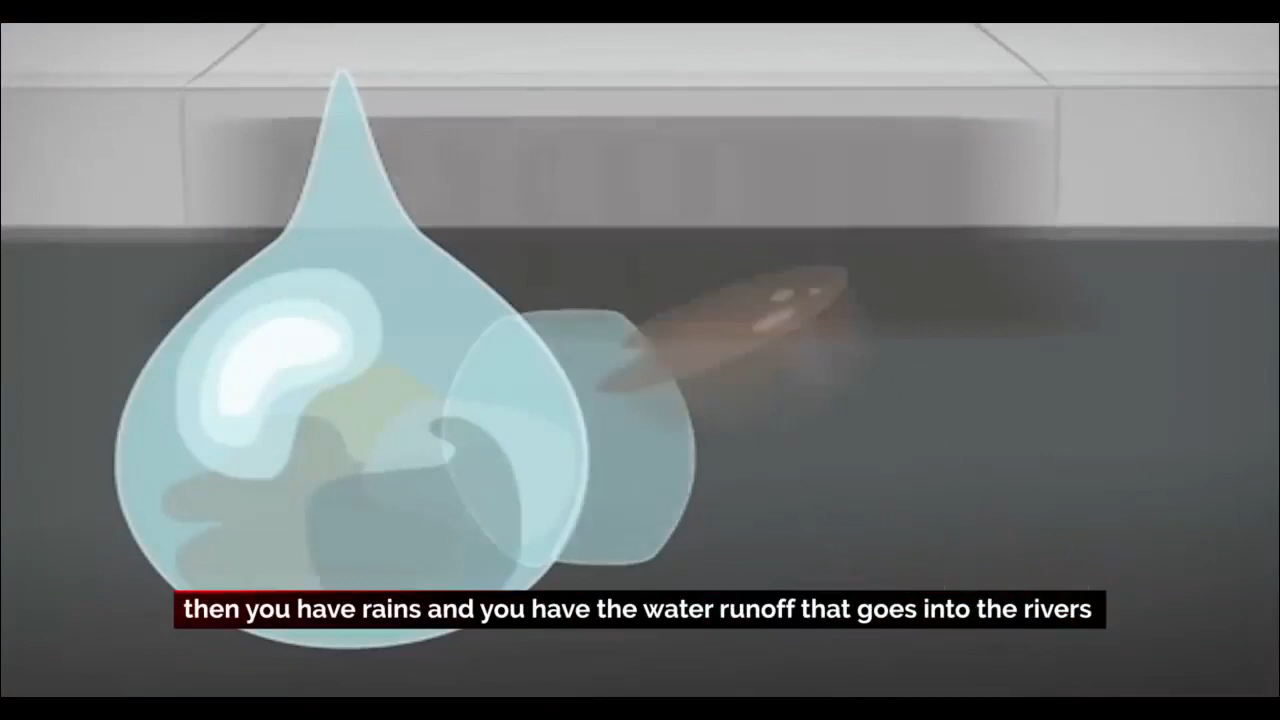 then you have rains and you have the water runoff that goes into the rivers